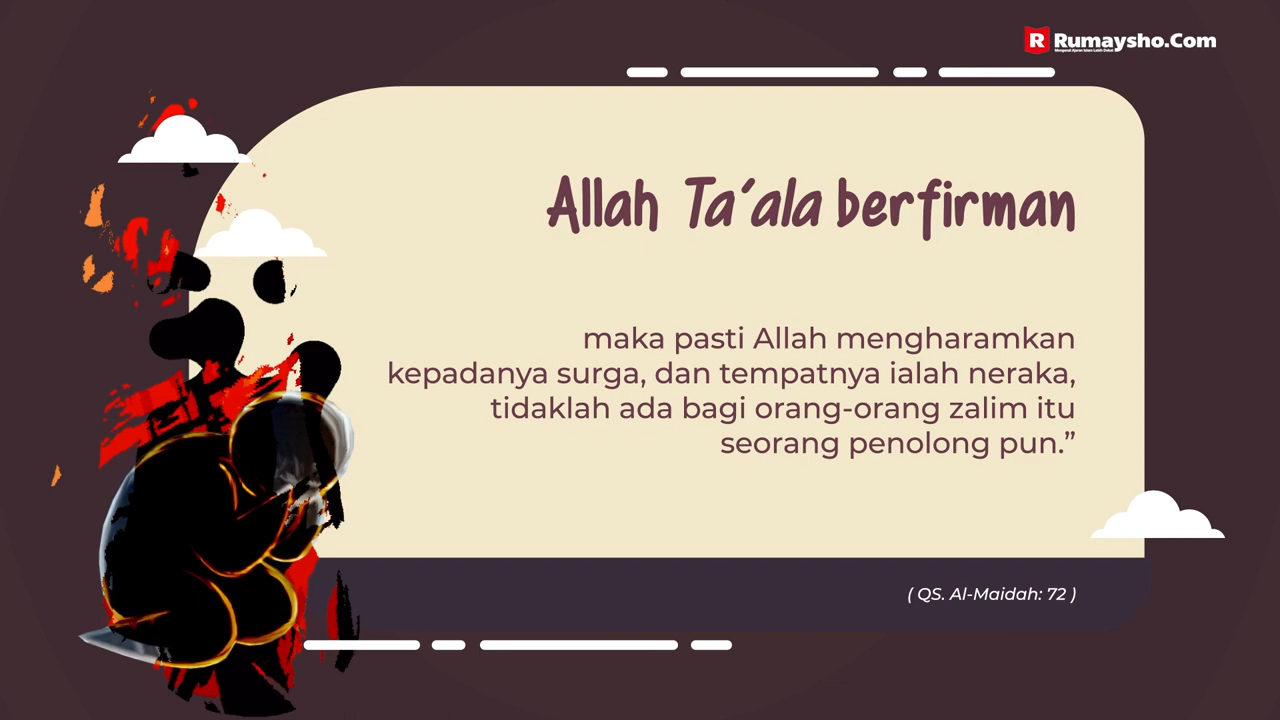 R Rumaysho.Com
Allah Ta'ala berfirman
maka pasti Allah mengharamkan
kepadanya surga, dan tempatnya ialah neraka,
tidaklah ada bagi orang-orang zalim itu
seorang penolong pun.”
( QS. Al-Maidah: 72 )